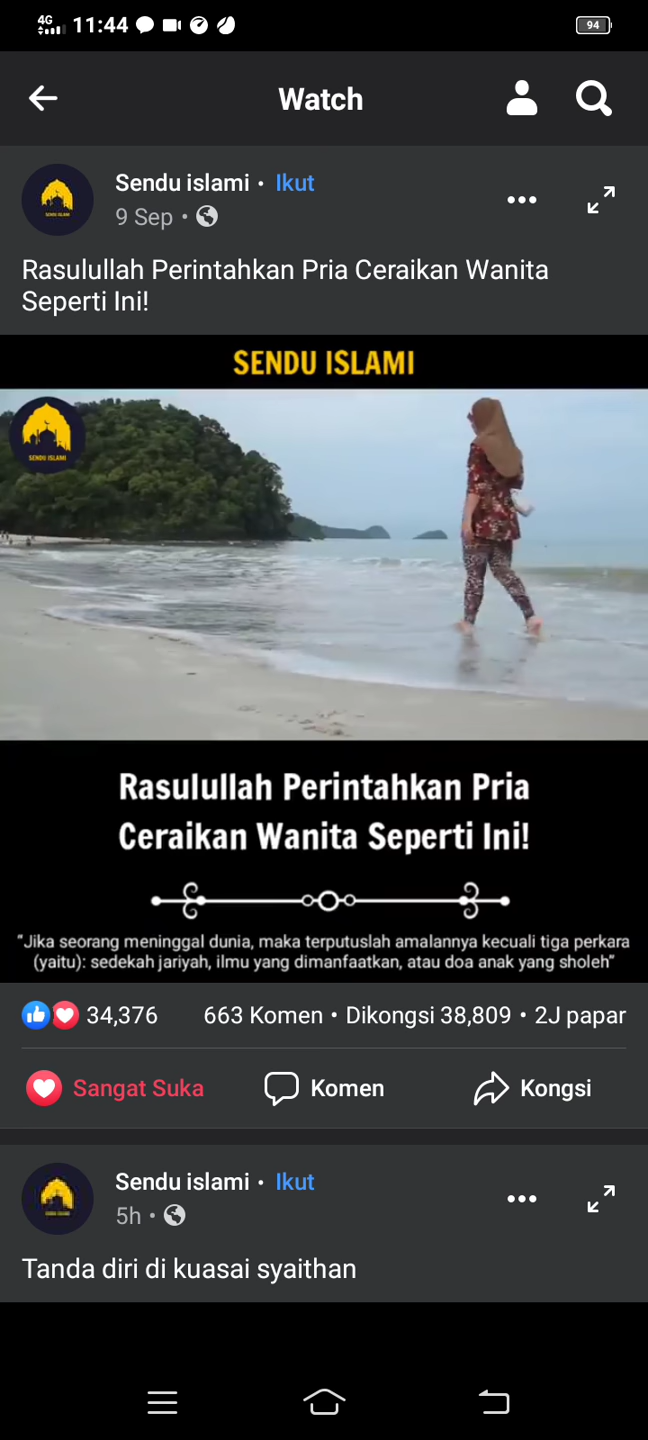 4G 11:44 94
Watch
Sendu islami • Ikut
9 Sep •
Rasulullah Perintahkan Pria Ceraikan Wanita
Seperti Ini!
SENDU ISLAMI
SENDU ISLAMI
Rasulullah Perintahkan Pria
Ceraikan Wanita Seperti Ini!
“Jika seorang meninggal dunia, maka terputuslah amalannya kecuali tiga perkara
(yaitu): sedekah jariyah, ilmu yang dimanfaatkan, atau doa anak yang sholeh”
34,376 663 Komen • Dikongsi 38,809 • 2J papar
Sangat Suka Komen Kongsi
Sendu islami • Ikut
5h •
Tanda diri di kuasai syaithan